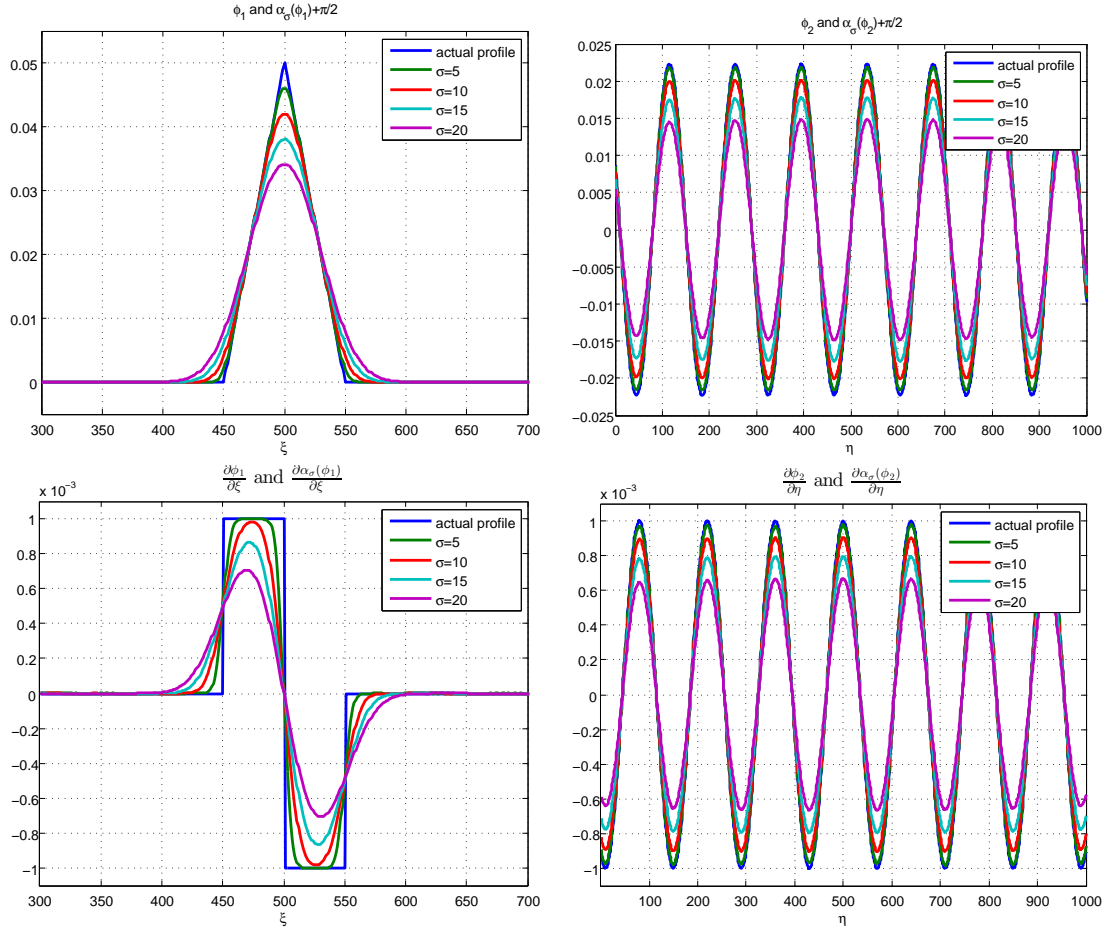 ϕ₁ and α_σ(ϕ₁)+π/2
0.05
0.04
0.03
0.02
0.01
0
300 350 400 450 500 550 600 650 700
ξ
actual profile
σ=5
σ=10
σ=15
σ=20
ϕ₂ and α_σ(ϕ₂)+π/2
0.025
0.02
0.015
0.01
0.005
0
−0.005
−0.01
−0.015
−0.02
−0.025
0 100 200 300 400 500 600 700 800 900 1000
η
actual profile
σ=5
σ=10
σ=15
σ=20
∂ϕ₁/∂ξ and ∂α_σ(ϕ₁)/∂ξ
x 10⁻³
1
0.8
0.6
0.4
0.2
0
−0.2
−0.4
−0.6
−0.8
−1
300 350 400 450 500 550 600 650 700
ξ
actual profile
σ=5
σ=10
σ=15
σ=20
∂ϕ₂/∂η and ∂α_σ(ϕ₂)/∂η
x 10⁻³
1
0.8
0.6
0.4
0.2
0
−0.2
−0.4
−0.6
−0.8
−1
100 200 300 400 500 600 700 800 900 1000
η
actual profile
σ=5
σ=10
σ=15
σ=20